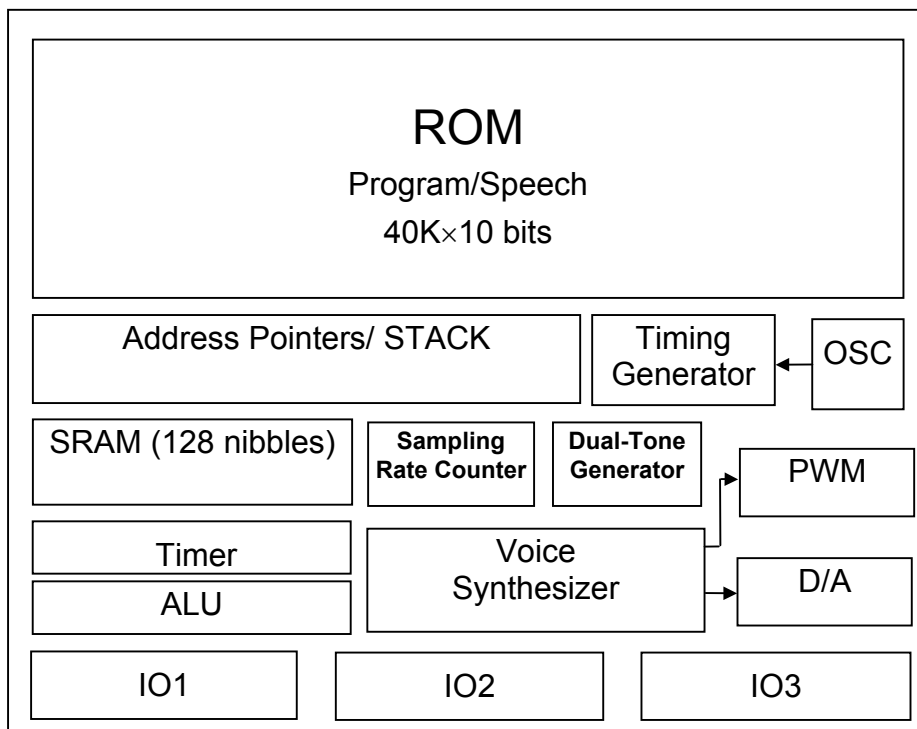 ROM
Program/Speech
40K×10 bits
Address Pointers/ STACK
Timing
Generator
OSC
SRAM (128 nibbles)
Sampling
Rate Counter
Dual-Tone
Generator
PWM
Timer
Voice
Synthesizer
D/A
ALU
IO1
IO2
IO3